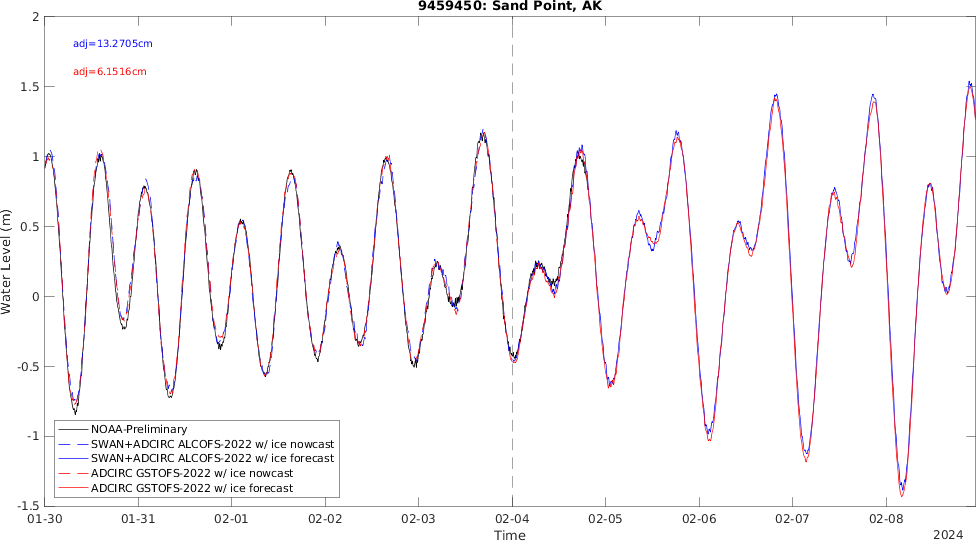 9459450: Sand Point, AK
adj=13.2705cm
adj=6.1516cm
Water Level (m)
2
1.5
1
0.5
0
-0.5
-1
-1.5
NOAA-Preliminary
SWAN+ADCIRC ALCOFS-2022 w/ ice nowcast
SWAN+ADCIRC ALCOFS-2022 w/ ice forecast
ADCIRC GSTOFS-2022 w/ ice nowcast
ADCIRC GSTOFS-2022 w/ ice forecast
01-30 01-31 02-01 02-02 02-03 02-04 02-05 02-06 02-07 02-08
Time
2024